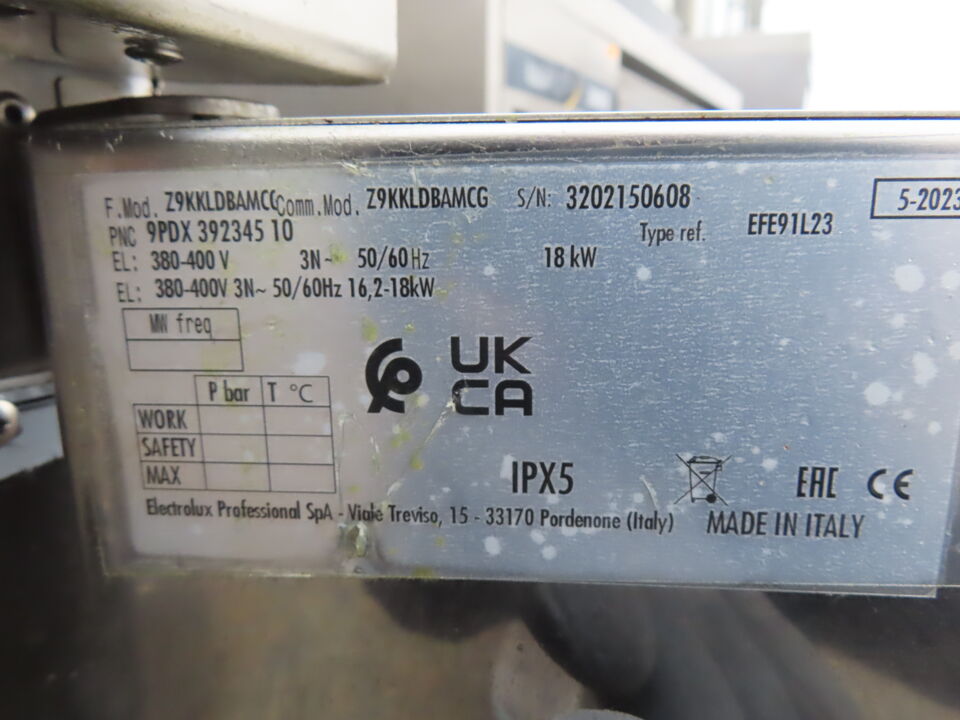 F.Mod. Z9KKLDBAMCG Comm.Mod. Z9KKLDBAMCG S/N: 3202150608 5-2023
PNC 9PDX 392345 10 Type ref. EFE91L23
EL: 380-400 V 3N~ 50/60 Hz 18 kW
EL: 380-400V 3N~ 50/60Hz 16,2-18kW
MW freq
P bar T °C
WORK
SAFETY
MAX
UK
CA
IPX5
EAC CE
Electrolux Professional SpA - Viale Treviso, 15 - 33170 Pordenone (Italy) MADE IN ITALY